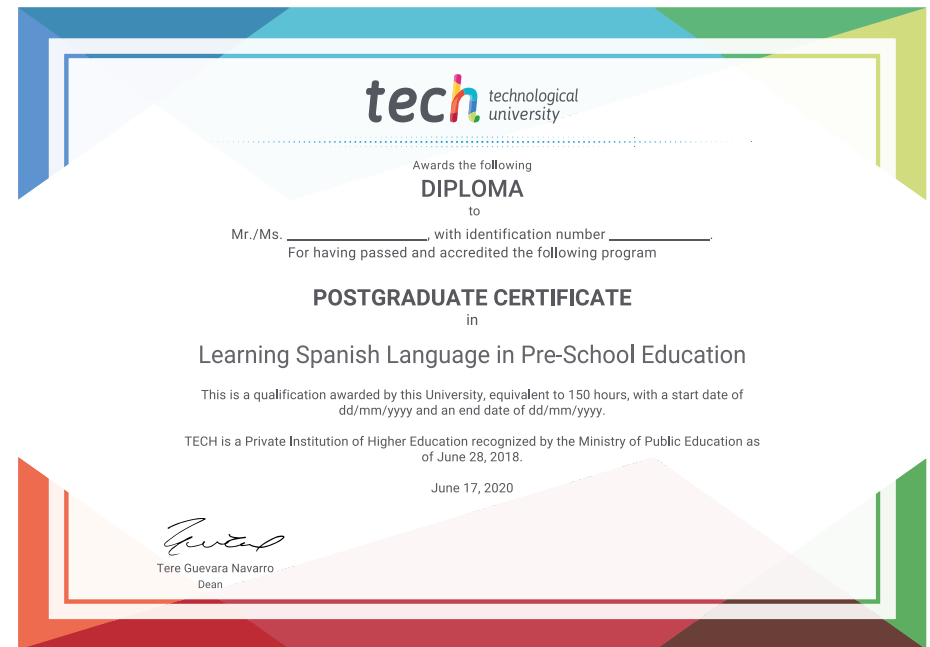 tech technological
university
Awards the following
DIPLOMA
to
Mr./Ms. ____________________, with identification number ______________.
For having passed and accredited the following program
POSTGRADUATE CERTIFICATE
in
Learning Spanish Language in Pre-School Education
This is a qualification awarded by this University, equivalent to 150 hours, with a start date of
dd/mm/yyyy and an end date of dd/mm/yyyy.
TECH is a Private Institution of Higher Education recognized by the Ministry of Public Education as
of June 28, 2018.
June 17, 2020
Tere Guevara Navarro
Dean